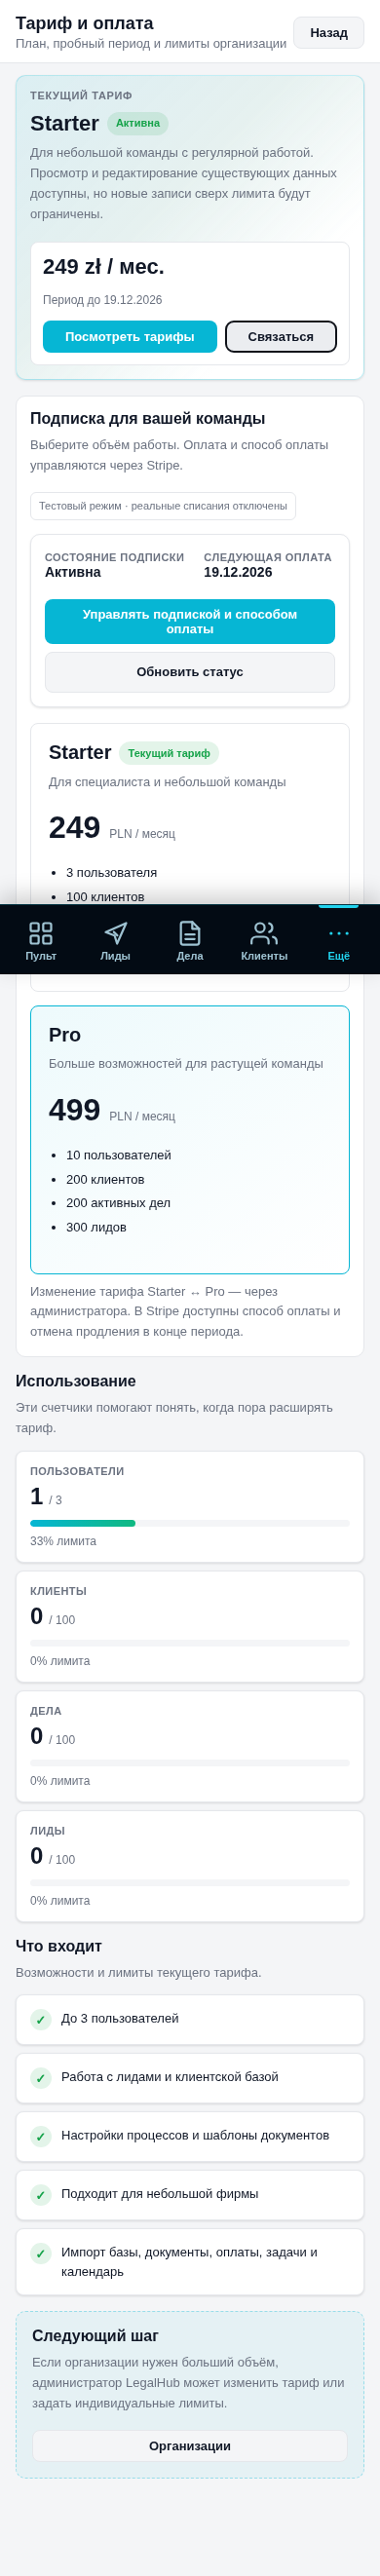 Тариф и оплата
План, пробный период и лимиты организации
Назад
ТЕКУЩИЙ ТАРИФ
Starter Активна
Для небольшой команды с регулярной работой.
Просмотр и редактирование существующих данных
доступны, но новые записи сверх лимита будут
ограничены.
249 zł / мес.
Период до 19.12.2026
Посмотреть тарифы Связаться
Подписка для вашей команды
Выберите объём работы. Оплата и способ оплаты
управляются через Stripe.
Тестовый режим · реальные списания отключены
СОСТОЯНИЕ ПОДПИСКИ СЛЕДУЮЩАЯ ОПЛАТА
Активна 19.12.2026
Управлять подпиской и способом
оплаты
Обновить статус
Starter Текущий тариф
Для специалиста и небольшой команды
249 PLN / месяц
• 3 пользователя
• 100 клиентов
Пульт Лиды Дела Клиенты Ещё
Pro
Больше возможностей для растущей команды
499 PLN / месяц
• 10 пользователей
• 200 клиентов
• 200 активных дел
• 300 лидов
Изменение тарифа Starter ↔ Pro — через
администратора. В Stripe доступны способ оплаты и
отмена продления в конце периода.
Использование
Эти счетчики помогают понять, когда пора расширять
тариф.
ПОЛЬЗОВАТЕЛИ
1 / 3
33% лимита
КЛИЕНТЫ
0 / 100
0% лимита
ДЕЛА
0 / 100
0% лимита
ЛИДЫ
0 / 100
0% лимита
Что входит
Возможности и лимиты текущего тарифа.
✓ До 3 пользователей
✓ Работа с лидами и клиентской базой
✓ Настройки процессов и шаблоны документов
✓ Подходит для небольшой фирмы
✓ Импорт базы, документы, оплаты, задачи и
календарь
Следующий шаг
Если организации нужен больший объём,
администратор LegalHub может изменить тариф или
задать индивидуальные лимиты.
Организации